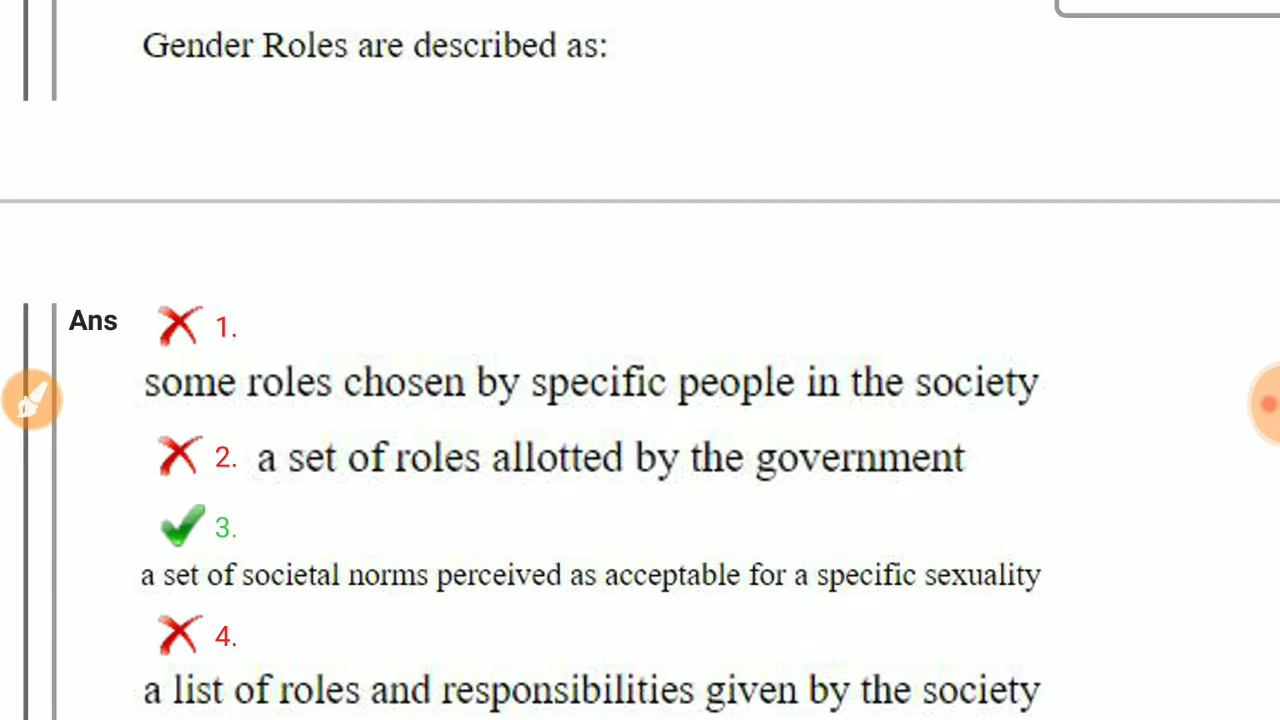 Gender Roles are described as:
Ans
1.
some roles chosen by specific people in the society
2. a set of roles allotted by the government
3.
a set of societal norms perceived as acceptable for a specific sexuality
4.
a list of roles and responsibilities given by the society